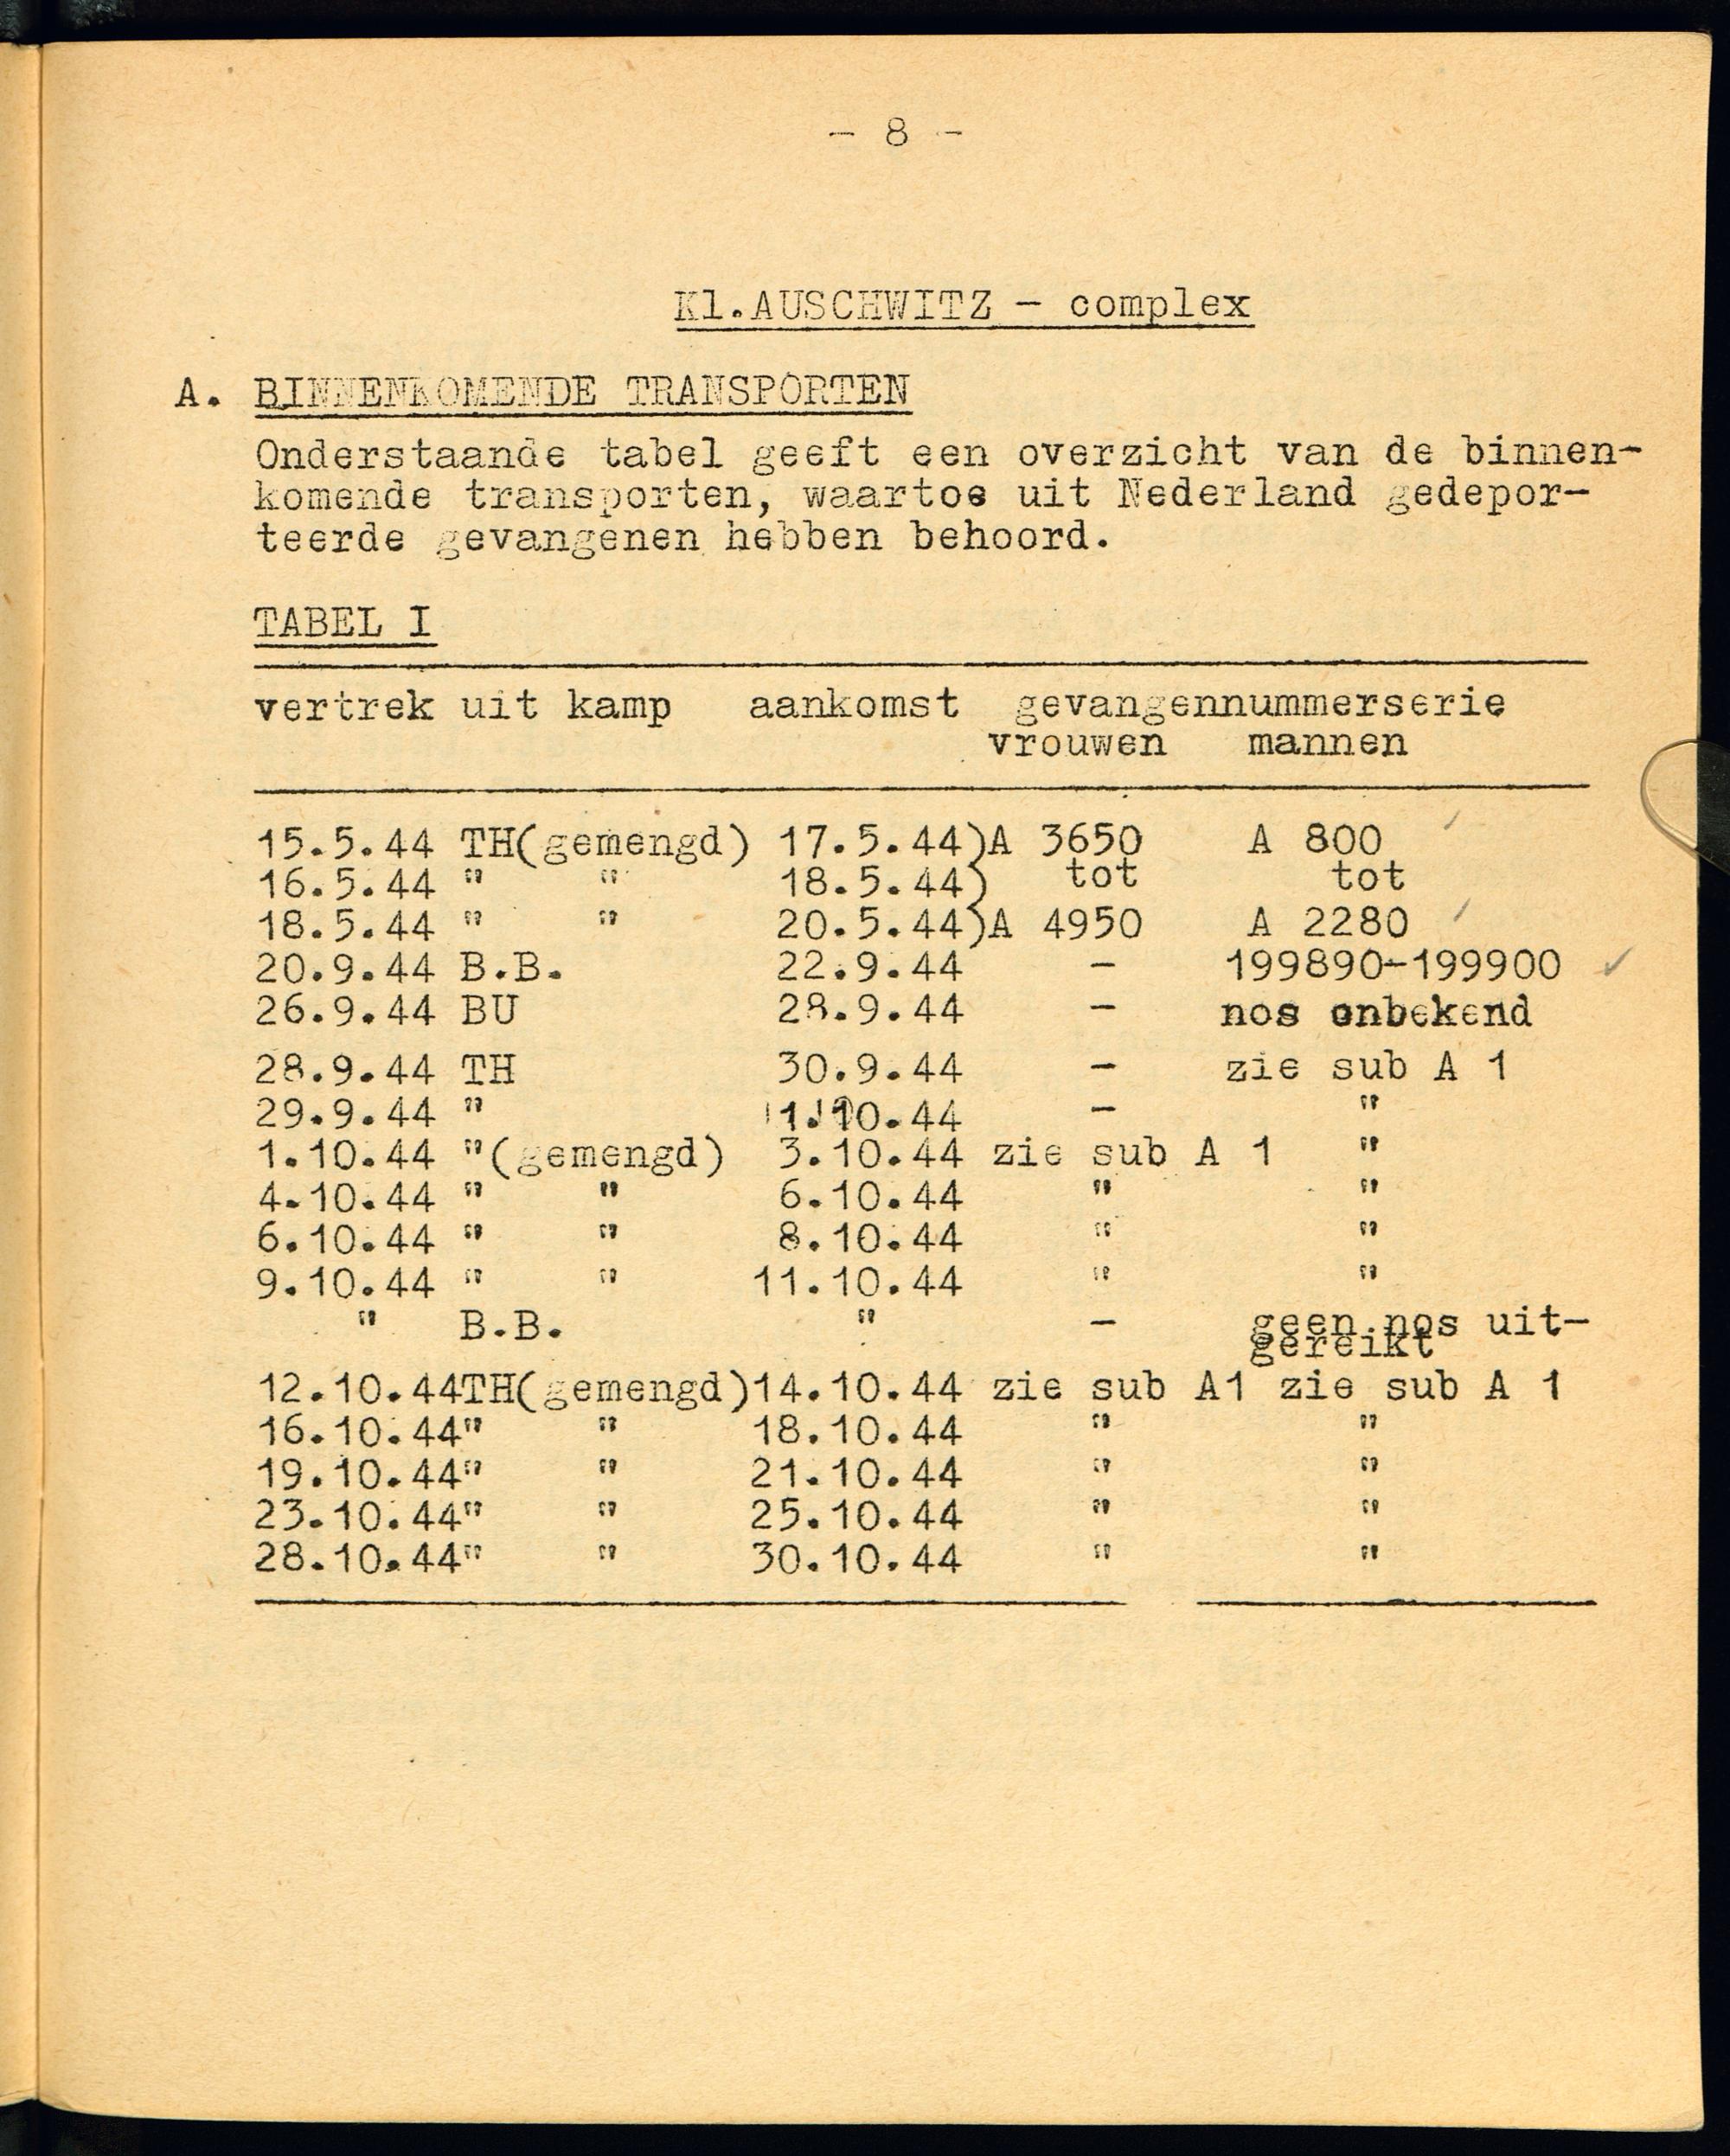 - 8 -
Kl.AUSCHWITZ - complex
A. BINNENKOMENDE TRANSPORTEN
Onderstaande tabel geeft een overzicht van de binnen-
komende transporten, waartoe uit Nederland gedepor-
teerde gevangenen hebben behoord.
TABEL I
vertrek uit kamp aankomst gevangennummerserie
vrouwen mannen
15.5.44 TH(gemengd) 17.5.44)A 3650 A 800
16.5.44 " " 18.5.44) tot tot
18.5.44 " " 20.5.44)A 4950 A 2280
20.9.44 B.B. 22.9.44 - 199890-199900
26.9.44 BU 28.9.44 - nos onbekend
28.9.44 TH 30.9.44 - zie sub A 1
29.9.44 " 1.10.44 - "
1.10.44 "(gemengd) 3.10.44 zie sub A 1 "
4.10.44 " " 6.10.44 " "
6.10.44 " " 8.10.44 " "
9.10.44 " " 11.10.44 " "
" B.B. " - geen nos uit-
gereikt
12.10.44TH(gemengd)14.10.44 zie sub A1 zie sub A 1
16.10.44" " 18.10.44 " "
19.10.44" " 21.10.44 " "
23.10.44" " 25.10.44 " "
28.10.44" " 30.10.44 " "